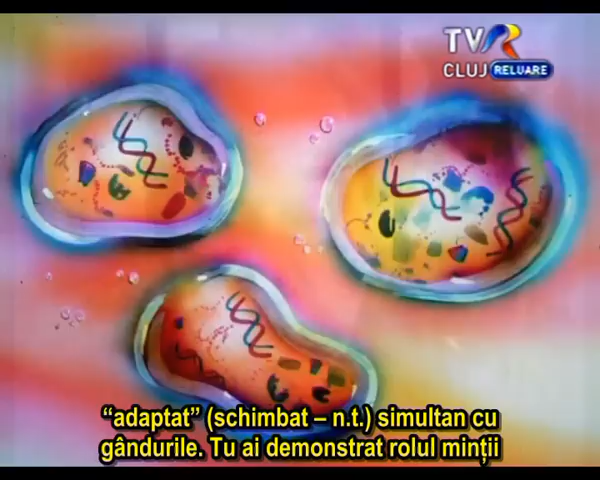 TVR
CLUJ RELUARE
“adaptat” (schimbat – n.t.) simultan cu
gândurile. Tu ai demonstrat rolul minții